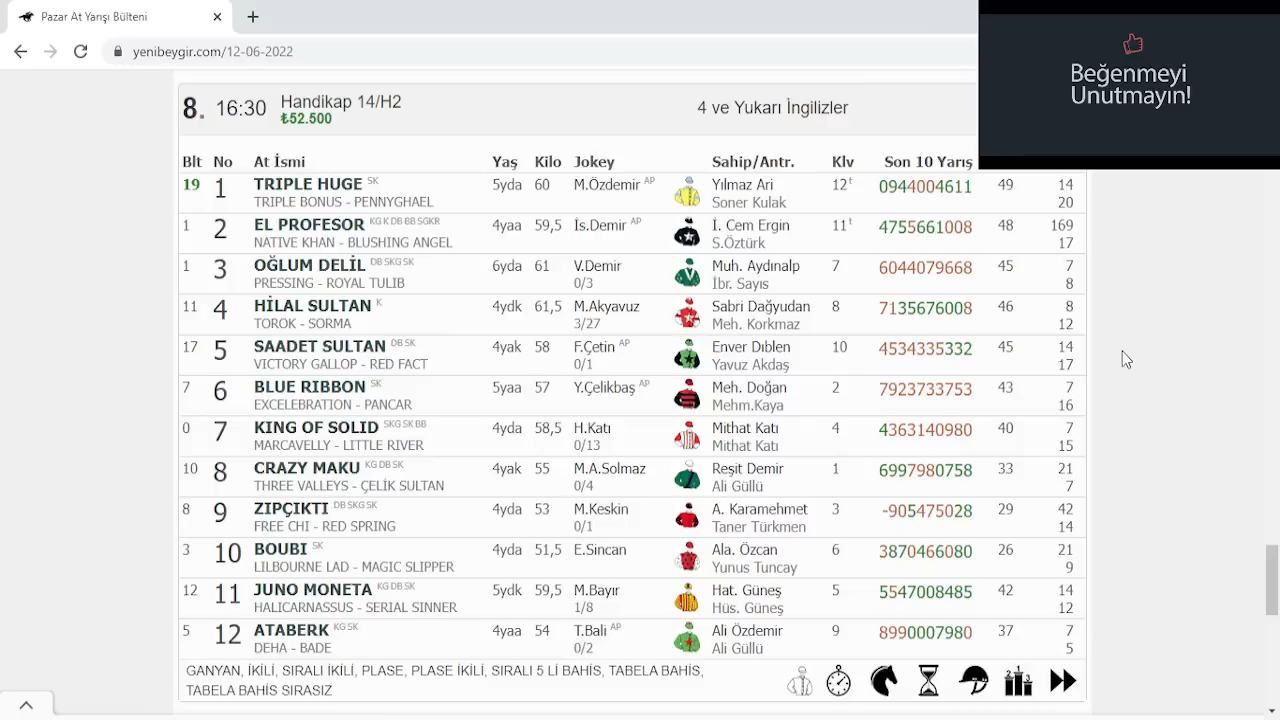 Pazar At Yarışı Bülteni
yenibeygir.com/12-06-2022
Beğenmeyi
Unutmayın!
8. 16:30 Handikap 14/H2 4 ve Yukarı İngilizler
₺52.500
Blt No At İsmi Yaş Kilo Jokey Sahip/Antr. Klv Son 10 Yarış
19 1 TRIPLE HUGE SK 5yda 60 M.Özdemir AP Yılmaz Ari 12t 0944004611 49 14
TRIPLE BONUS - PENNYGHAEL Soner Kulak 20
1 2 EL PROFESOR KG K DB BB SGKR 4yaa 59,5 İs.Demir AP İ. Cem Ergin 11t 4755661008 48 169
NATIVE KHAN - BLUSHING ANGEL S.Öztürk 17
1 3 OĞLUM DELİL DB SKG SK 6yda 61 V.Demir Muh. Aydınalp 7 6044079668 45 7
PRESSING - ROYAL TULIB 0/3 İbr. Sayıs 8
11 4 HİLAL SULTAN K 4ydk 61,5 M.Akyavuz Sabri Dağyudan 8 7135676008 46 8
TOROK - SORMA 3/27 Meh. Korkmaz 12
17 5 SAADET SULTAN DB SK 4yak 58 F.Çetin AP Enver Dıblen 10 4534335332 45 14
VICTORY GALLOP - RED FACT 0/1 Yavuz Akdaş 17
7 6 BLUE RIBBON SK 5yaa 57 Y.Çelikbaş AP Meh. Doğan 2 7923733753 43 7
EXCELEBRATION - PANCAR Mehm.Kaya 16
0 7 KING OF SOLID SKG SK BB 4yda 58,5 H.Katı Mithat Katı 4 4363140980 40 7
MARCAVELLY - LITTLE RIVER 0/13 Mithat Katı 15
10 8 CRAZY MAKU KG DB SK 4yak 55 M.A.Solmaz Reşit Demir 1 6997980758 33 21
THREE VALLEYS - ÇELİK SULTAN 0/4 Ali Güllü 7
8 9 ZIPÇIKTI DB SKG SK 4yda 53 M.Keskin A. Karamehmet 3 -905475028 29 42
FREE CHI - RED SPRING 0/1 Taner Türkmen 14
3 10 BOUBI SK 4yda 51,5 E.Sincan Ala. Özcan 6 3870466080 26 21
LILBOURNE LAD - MAGIC SLIPPER Yunus Tuncay 9
12 11 JUNO MONETA KG DB SK 5ydk 59,5 M.Bayır Hat. Güneş 5 5547008485 42 14
HALICARNASSUS - SERIAL SINNER 1/8 Hüs. Güneş 12
5 12 ATABERK KG SK 4yaa 54 T.Bali AP Ali Özdemir 9 8990007980 37 7
DEHA - BADE 0/2 Ali Güllü 5
GANYAN, İKİLİ, SIRALI İKİLİ, PLASE, PLASE İKİLİ, SIRALI 5 Lİ BAHİS, TABELA BAHİS,
TABELA BAHİS SIRASIZ